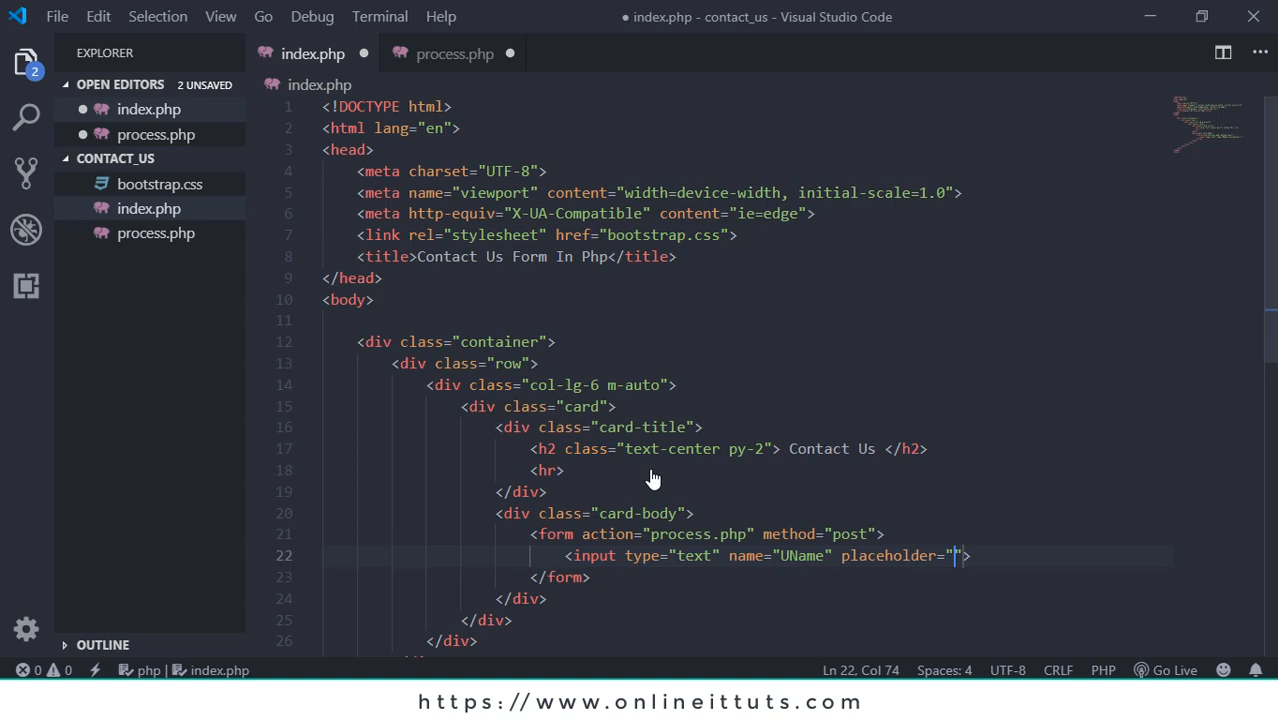 File Edit Selection View Go Debug Terminal Help
● index.php - contact_us - Visual Studio Code
EXPLORER
index.php ●
process.php ●
OPEN EDITORS 2 UNSAVED
2
● index.php
● process.php
CONTACT_US
bootstrap.css
index.php
process.php
OUTLINE
index.php
1 <!DOCTYPE html>
2 <html lang="en">
3 <head>
4 <meta charset="UTF-8">
5 <meta name="viewport" content="width=device-width, initial-scale=1.0">
6 <meta http-equiv="X-UA-Compatible" content="ie=edge">
7 <link rel="stylesheet" href="bootstrap.css">
8 <title>Contact Us Form In Php</title>
9 </head>
10 <body>
11
12 <div class="container">
13 <div class="row">
14 <div class="col-lg-6 m-auto">
15 <div class="card">
16 <div class="card-title">
17 <h2 class="text-center py-2"> Contact Us </h2>
18 <hr>
19 </div>
20 <div class="card-body">
21 <form action="process.php" method="post">
22 <input type="text" name="UName" placeholder="">
23 </form>
24 </div>
25 </div>
26 </div>
0 0 php | index.php
Ln 22, Col 74 Spaces: 4 UTF-8 CRLF PHP Go Live
https://www.onlineittuts.com